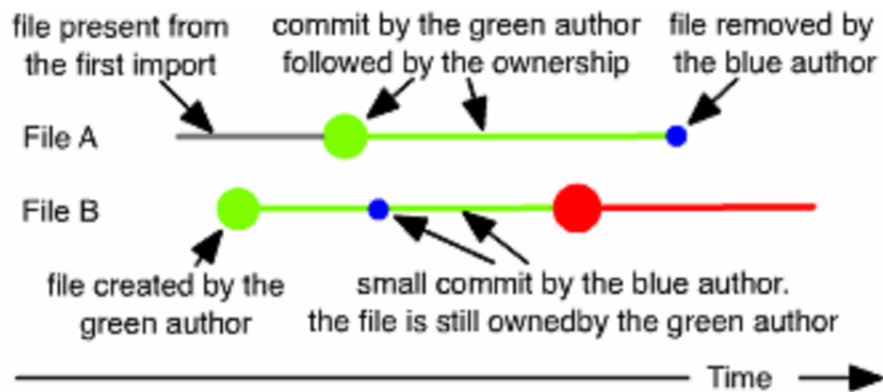 file present from
the first import
commit by the green author
followed by the ownership
file removed by
the blue author
File A
File B
file created by the
green author
small commit by the blue author.
the file is still ownedby the green author
Time